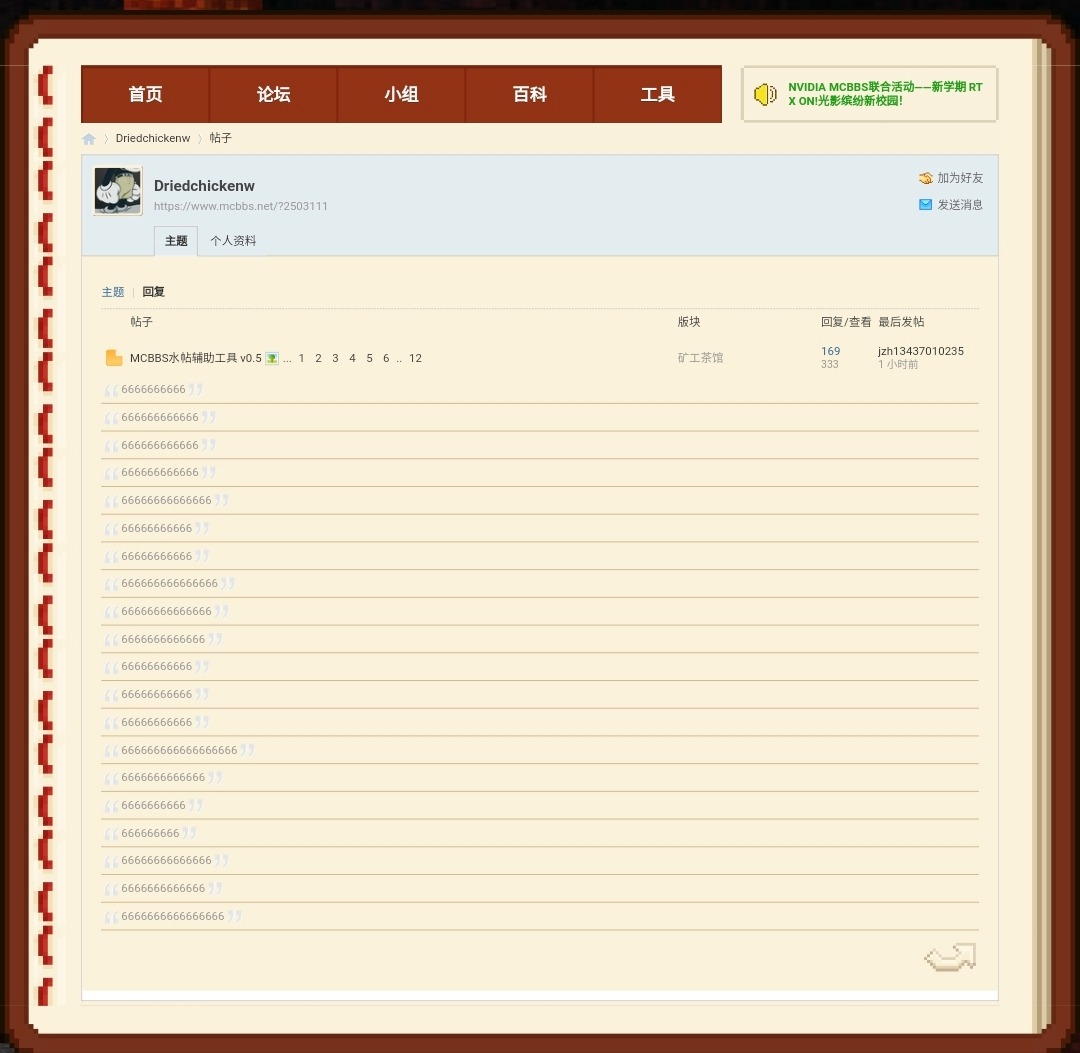 首页 论坛 小组 百科 工具
NVIDIA MCBBS联合活动——新学期 RT
X ON!光影缤纷新校园!
Driedchickenw 〉 帖子
Driedchickenw
https://www.mcbbs.net/?2503111
加为好友
发送消息
主题 个人资料
主题 | 回复
帖子 版块 回复/查看 最后发帖
MCBBS水帖辅助工具 v0.5 ... 1 2 3 4 5 6 .. 12 矿工茶馆 169 jzh13437010235
333 1 小时前
“6666666666”
“666666666666”
“666666666666”
“666666666666”
“66666666666666”
“66666666666”
“66666666666”
“666666666666666”
“66666666666666”
“6666666666666”
“66666666666”
“66666666666”
“66666666666”
“666666666666666666”
“6666666666666”
“6666666666”
“666666666”
“66666666666666”
“6666666666666”
“6666666666666666”